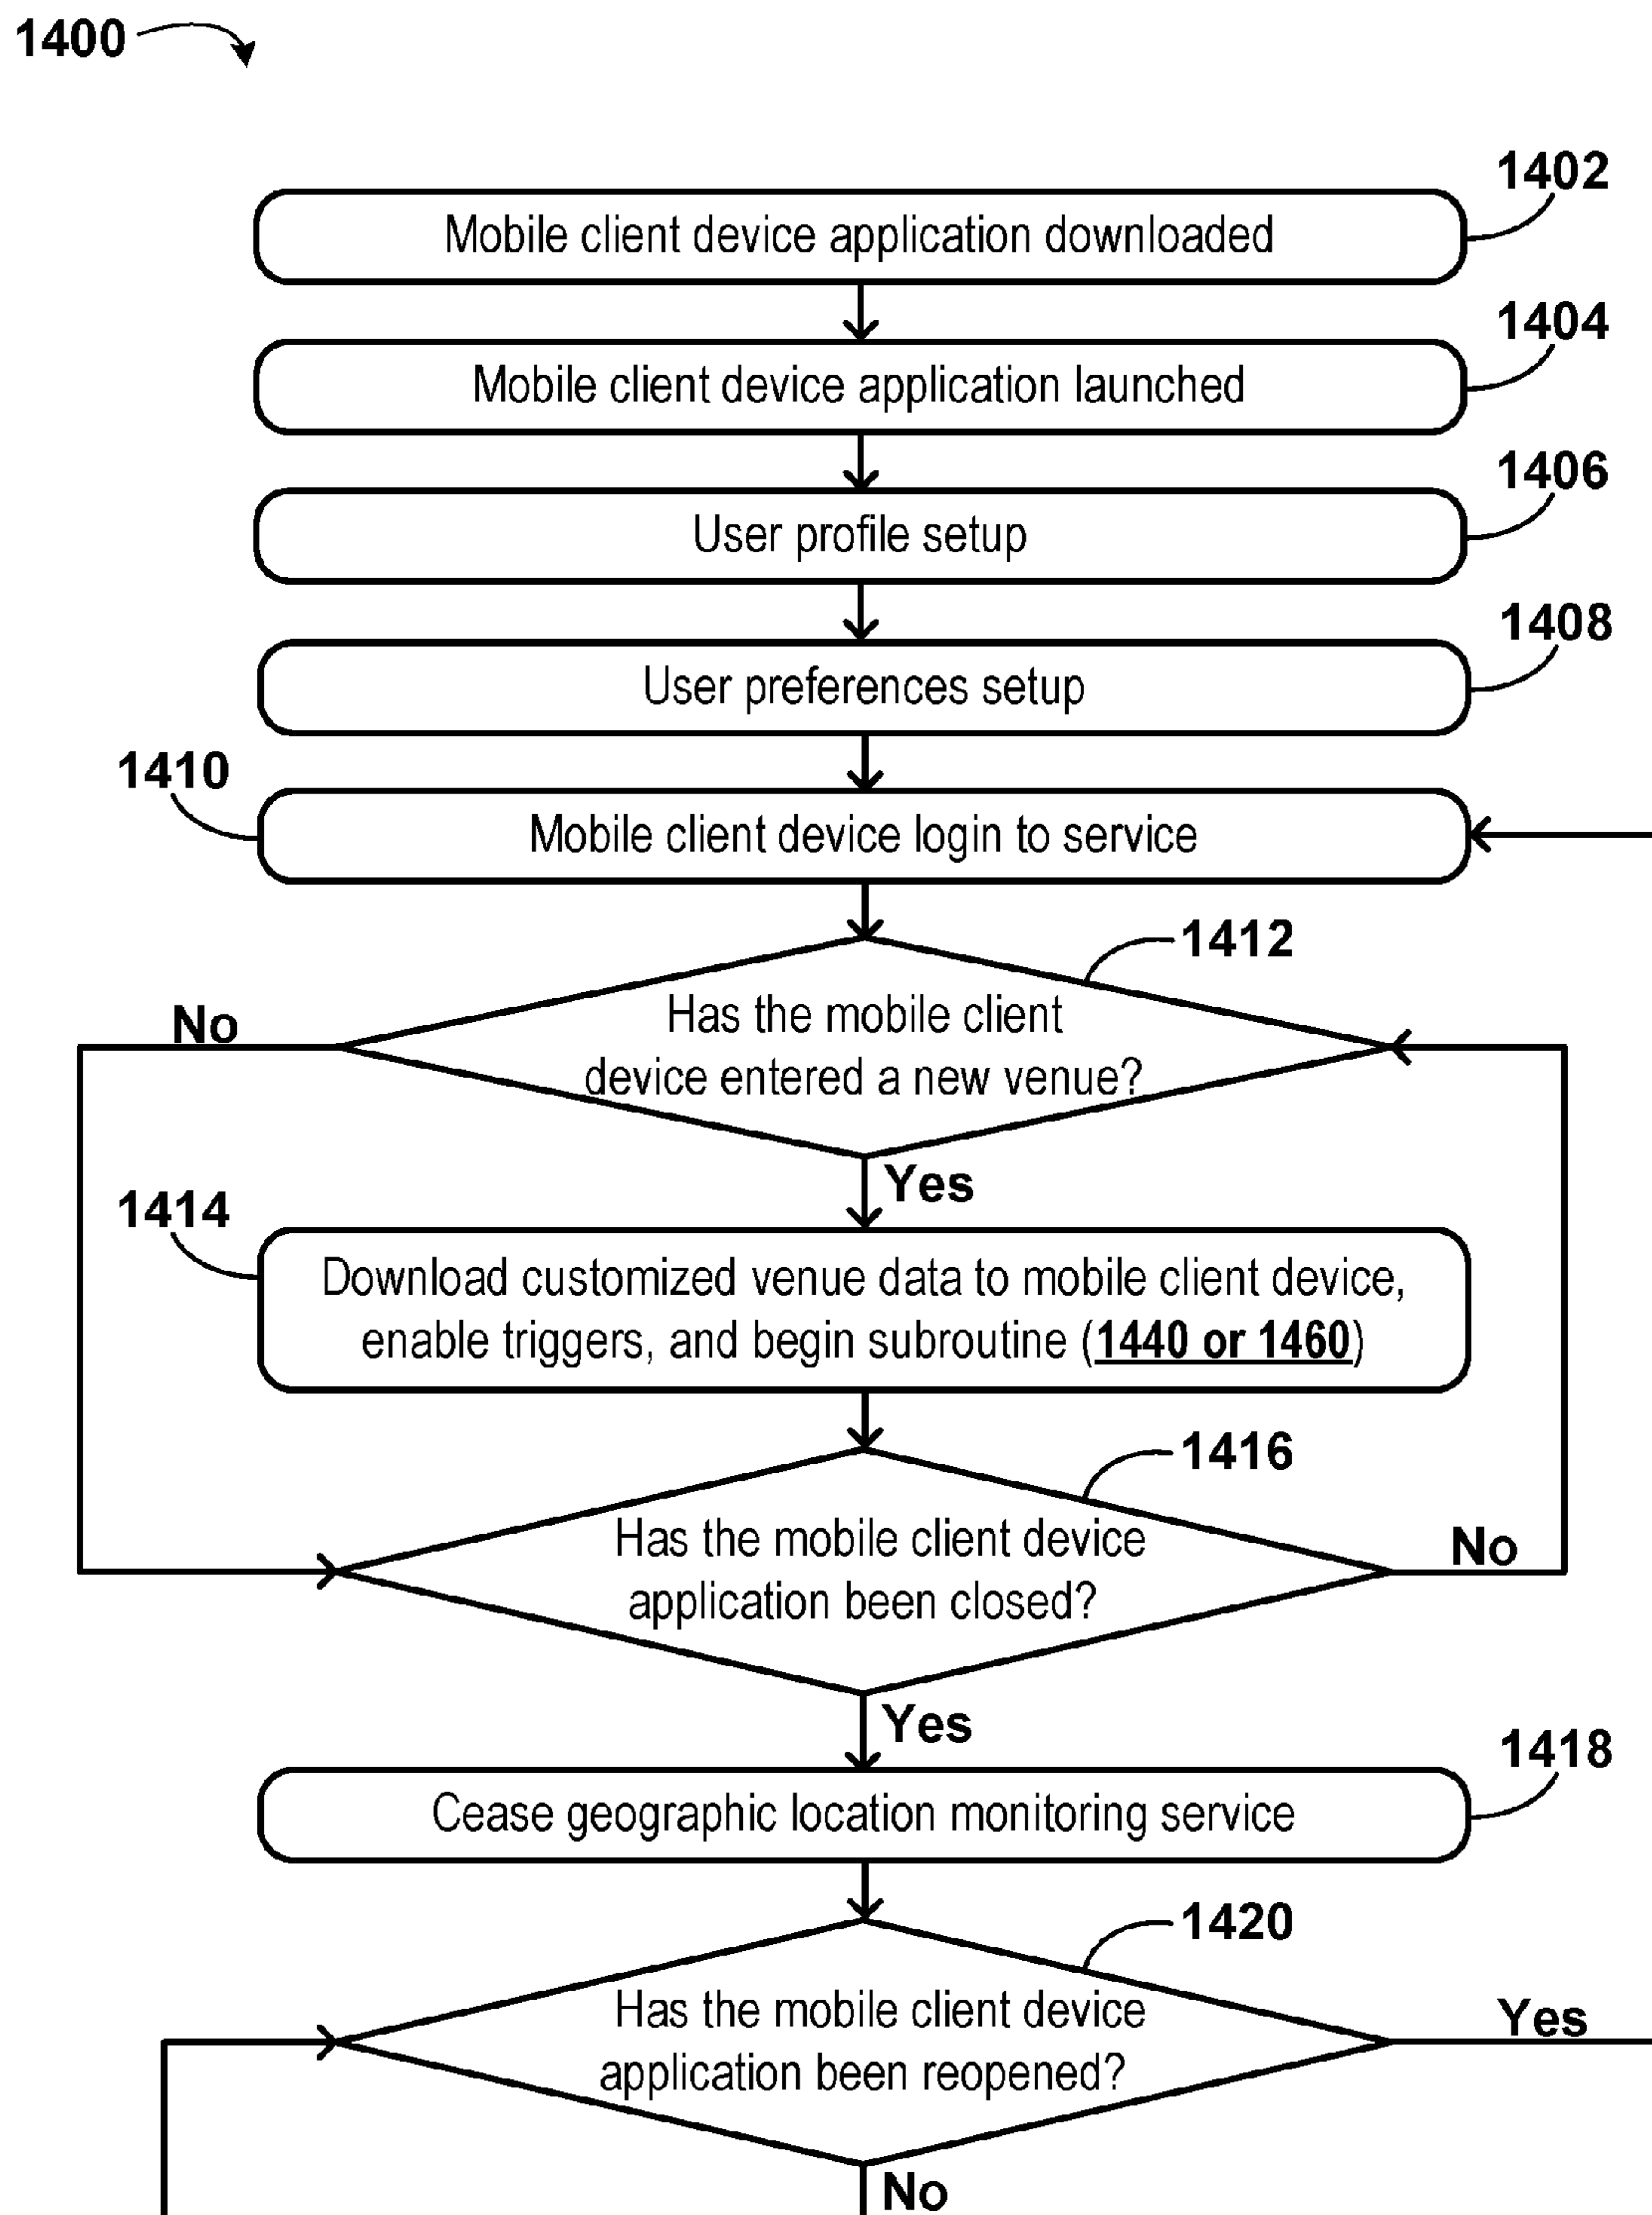 1400
1402
Mobile client device application downloaded
1404
Mobile client device application launched
1406
User profile setup
1408
User preferences setup
1410
Mobile client device login to service
1412
Has the mobile client
device entered a new venue?
No
Yes
1414
Download customized venue data to mobile client device,
enable triggers, and begin subroutine (1440 or 1460)
1416
Has the mobile client device
application been closed?
No
Yes
1418
Cease geographic location monitoring service
1420
Has the mobile client device
application been reopened?
Yes
No